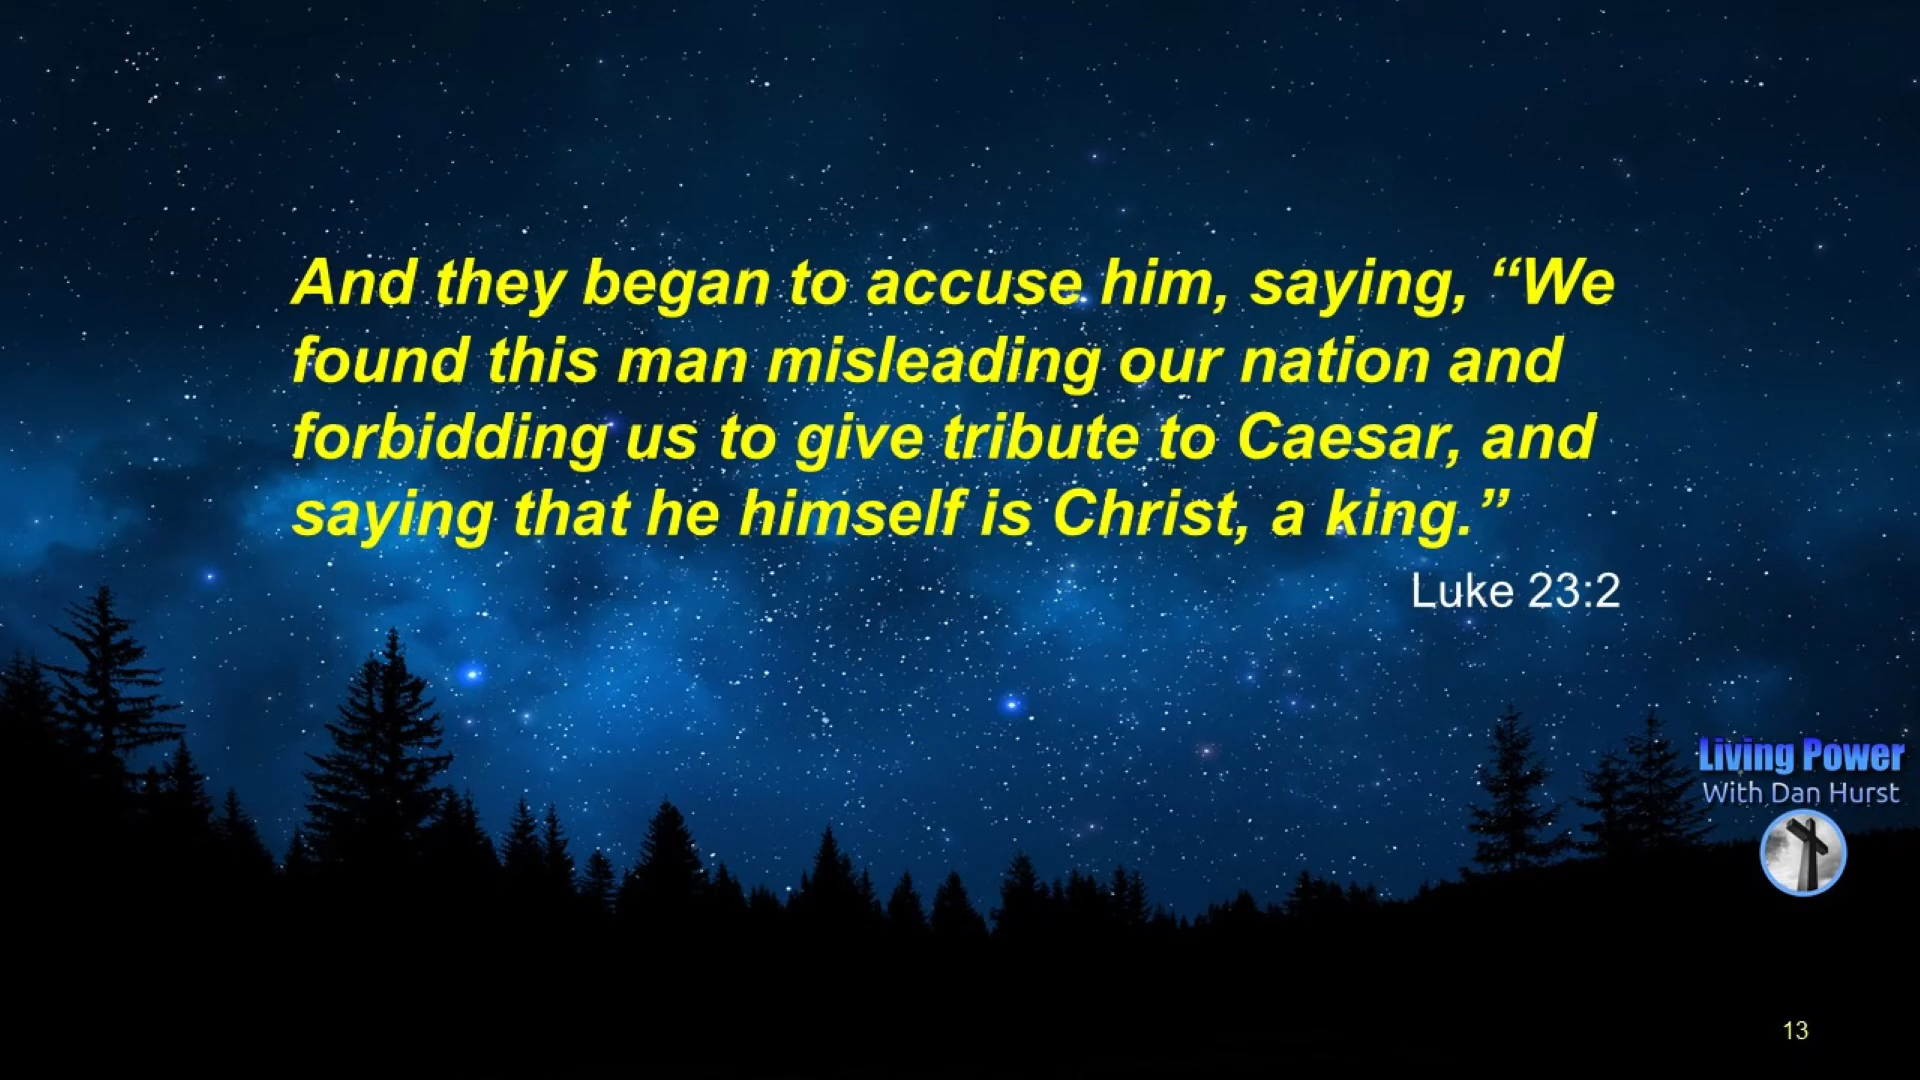 And they began to accuse him, saying, “We
found this man misleading our nation and
forbidding us to give tribute to Caesar, and
saying that he himself is Christ, a king.”
Luke 23:2
Living Power
With Dan Hurst
13